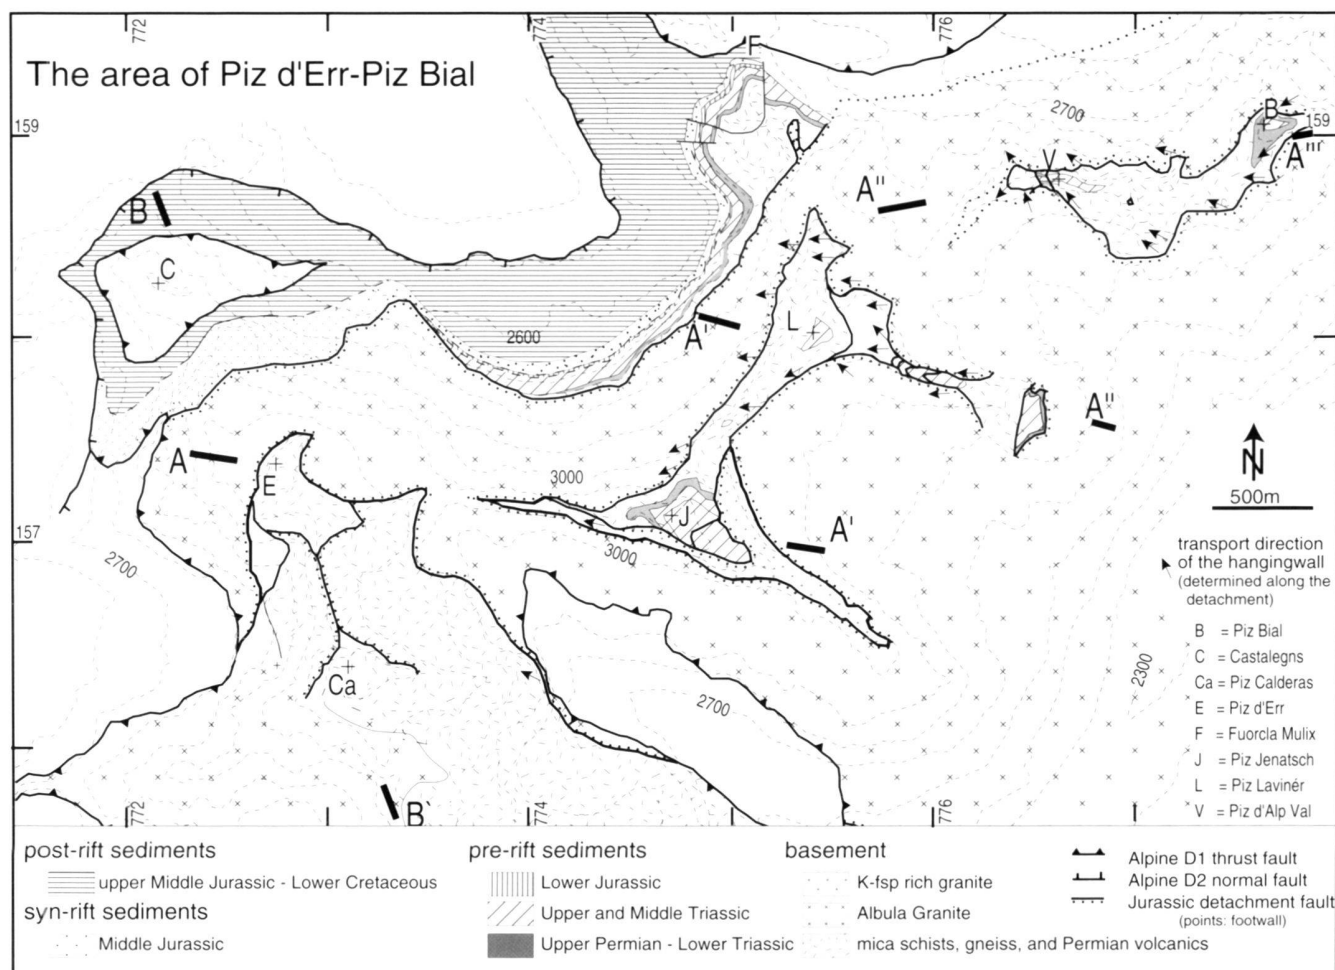 772
774
776
The area of Piz d'Err-Piz Bial
F
2700
B
159
159
A'''
V
A''
B
C
L
A'
2600
A''
N
500m
A
E
3000
J
A'
3000
157
2700
transport direction
of the hangingwall
(determined along the
detachment)
B = Piz Bial
C = Castalegns
Ca = Piz Calderas
E = Piz d'Err
F = Fuorcla Mulix
J = Piz Jenatsch
L = Piz Lavinér
V = Piz d'Alp Val
Ca
2700
2300
B`
772
774
776
post-rift sediments
upper Middle Jurassic - Lower Cretaceous
syn-rift sediments
Middle Jurassic
pre-rift sediments
Lower Jurassic
Upper and Middle Triassic
Upper Permian - Lower Triassic
basement
K-fsp rich granite
Albula Granite
mica schists, gneiss, and Permian volcanics
Alpine D1 thrust fault
Alpine D2 normal fault
Jurassic detachment fault
(points: footwall)